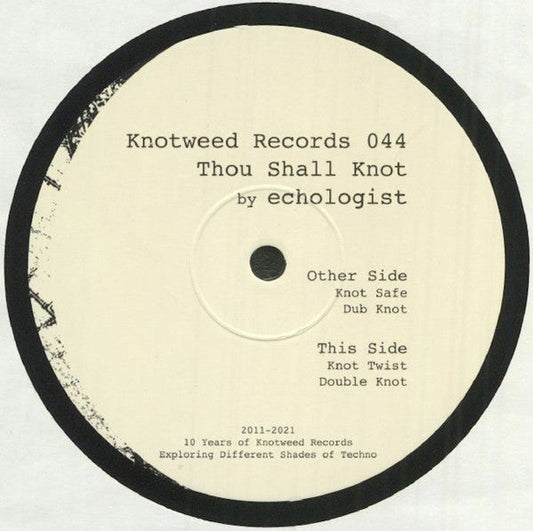 Knotweed Records 044
Thou Shall Knot
by echologist
Other Side
Knot Safe
Dub Knot
This Side
Knot Twist
Double Knot
2011-2021
10 Years of Knotweed Records
Exploring Different Shades of Techno